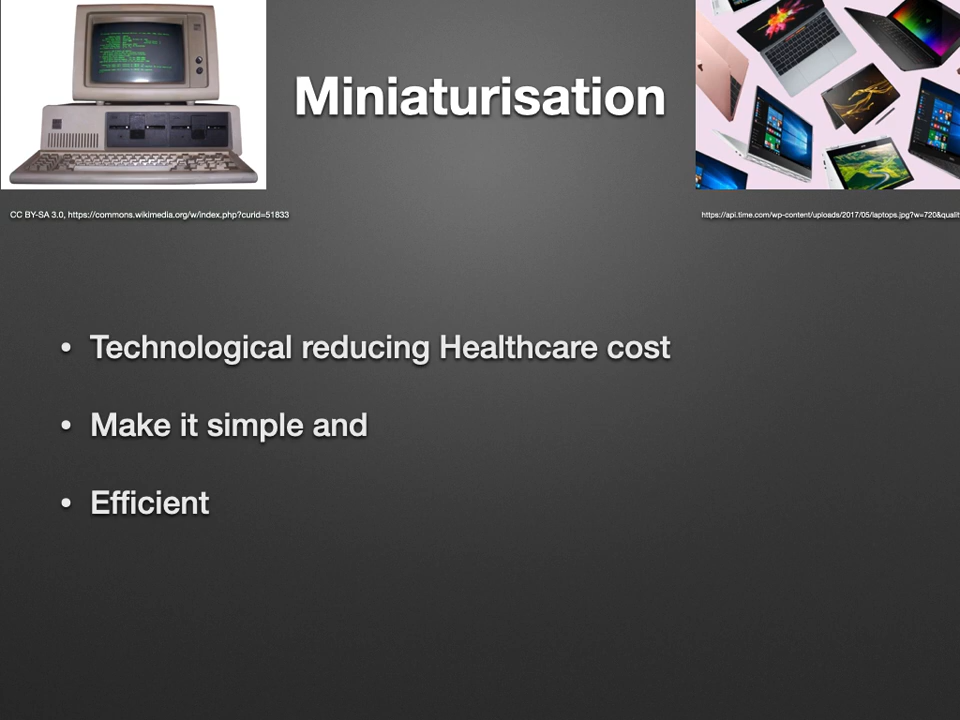 Miniaturisation
CC BY-SA 3.0, https://commons.wikimedia.org/w/index.php?curid=51833
https://api.time.com/wp-content/uploads/2017/05/laptops.jpg?w=720&qualit
• Technological reducing Healthcare cost
• Make it simple and
• Efficient